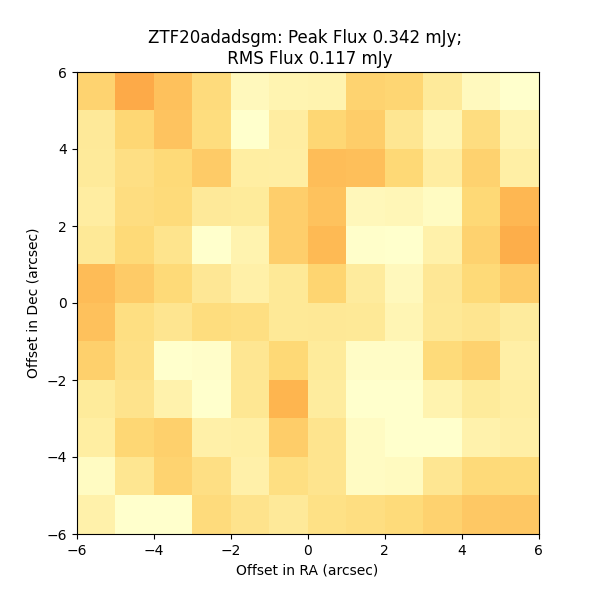 ZTF20adadsgm: Peak Flux 0.342 mJy;
RMS Flux 0.117 mJy
6
4
2
0
−2
−4
−6
Offset in Dec (arcsec)
−6 −4 −2 0 2 4 6
Offset in RA (arcsec)